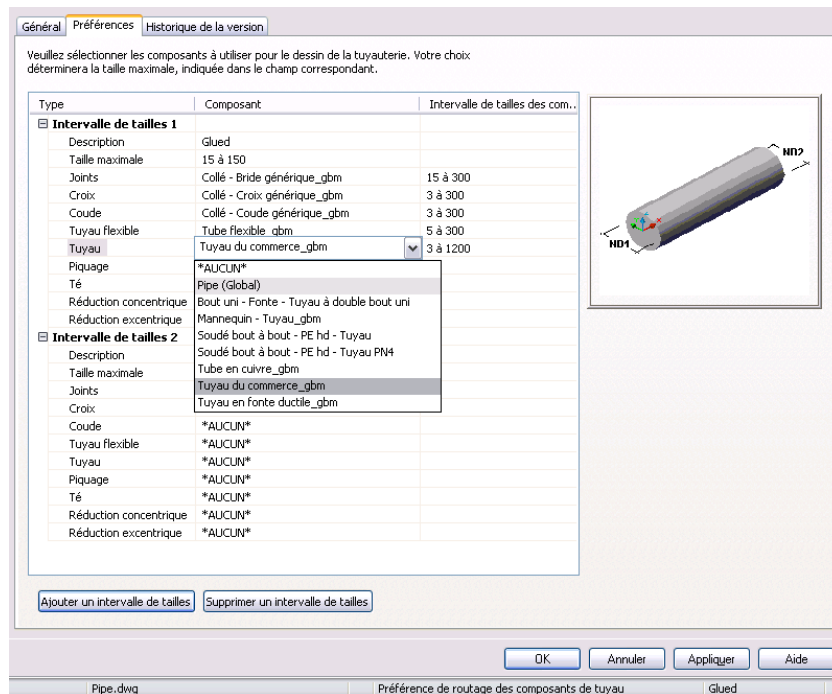 Général Préférences Historique de la version
Veuillez sélectionner les composants à utiliser pour le dessin de la tuyauterie. Votre choix
déterminera la taille maximale, indiquée dans le champ correspondant.
Type Composant Intervalle de tailles des com...
Intervalle de tailles 1
Description Glued
Taille maximale 15 à 150
Joints Collé - Bride générique_gbm 15 à 300
Croix Collé - Croix générique_gbm 3 à 300
Coude Collé - Coude générique_gbm 3 à 300
Tuyau flexible Tube flexible_gbm 5 à 300
Tuyau Tuyau du commerce_gbm 3 à 1200
Piquage *AUCUN*
Té Pipe (Global)
Réduction concentrique Bout uni - Fonte - Tuyau à double bout uni
Réduction excentrique Mannequin - Tuyau_gbm
Intervalle de tailles 2 Soudé bout à bout - PE hd - Tuyau
Description Soudé bout à bout - PE hd - Tuyau PN4
Taille maximale Tube en cuivre_gbm
Joints Tuyau du commerce_gbm
Croix Tuyau en fonte ductile_gbm
Coude *AUCUN*
Tuyau flexible *AUCUN*
Tuyau *AUCUN*
Piquage *AUCUN*
Té *AUCUN*
Réduction concentrique *AUCUN*
Réduction excentrique *AUCUN*
ND2
ND1
Ajouter un intervalle de tailles Supprimer un intervalle de tailles
OK Annuler Appliquer Aide
Pipe.dwg Préférence de routage des composants de tuyau Glued